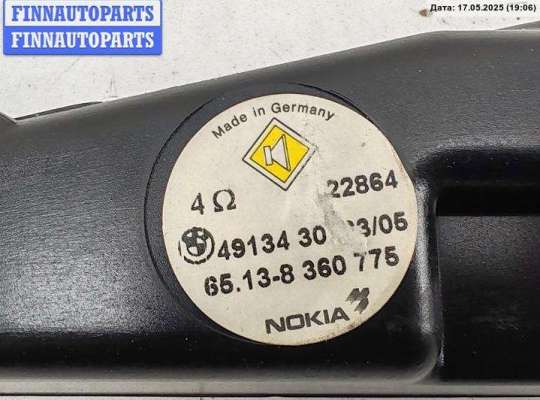 FINNAUTOPARTS
FINNAUTOPARTS
Дата: 17.05.2025 (19:06)
Made in Germany
4 Ω
22864
49134 30 3/05
65.13-8 360 775
NOKIA